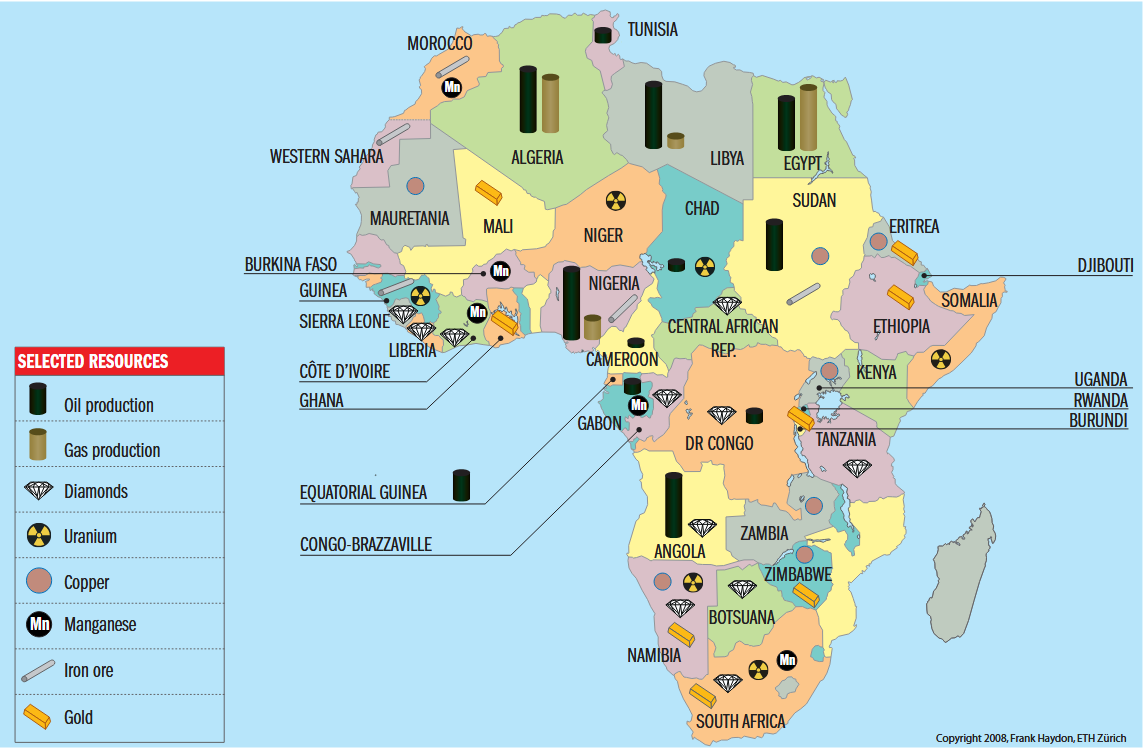 TUNISIA
MOROCCO
Mn
ALGERIA
LIBYA
EGYPT
WESTERN SAHARA
MAURETANIA
MALI
NIGER
CHAD
SUDAN
ERITREA
BURKINA FASO
Mn
DJIBOUTI
GUINEA
NIGERIA
SOMALIA
SIERRA LEONE
Mn
CENTRAL AFRICAN
REP.
ETHIOPIA
LIBERIA
CAMEROON
CÔTE D'IVOIRE
KENYA
UGANDA
GHANA
Mn
RWANDA
GABON
BURUNDI
DR CONGO
TANZANIA
EQUATORIAL GUINEA
CONGO-BRAZZAVILLE
ANGOLA
ZAMBIA
ZIMBABWE
BOTSUANA
NAMIBIA
Mn
SOUTH AFRICA
SELECTED RESOURCES
Oil production
Gas production
Diamonds
Uranium
Copper
Mn Manganese
Iron ore
Gold
Copyright 2008, Frank Haydon, ETH Zürich